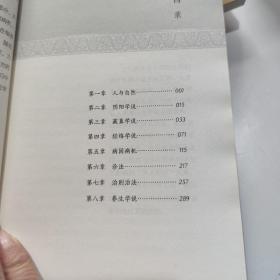 目
录
第一章 人与自然 001
第二章 阴阳学说 015
第三章 藏象学说 033
第四章 经络学说 071
第五章 病因病机 115
第六章 诊法 217
第七章 治则治法 257
第八章 养生学说 289